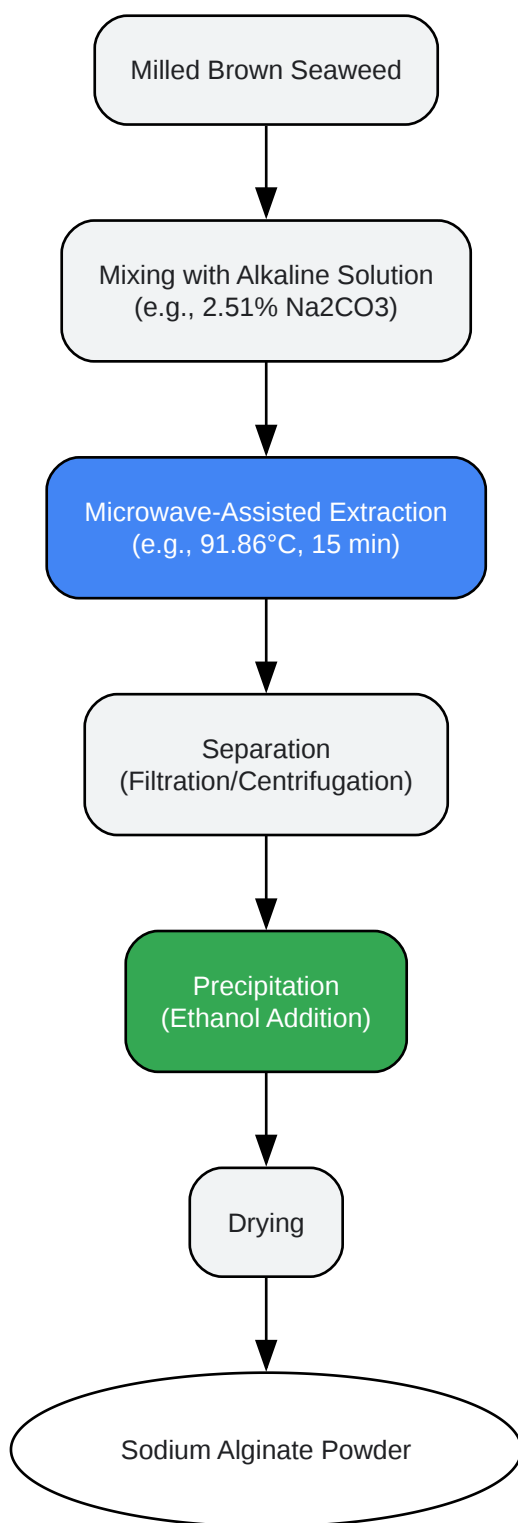 Milled Brown Seaweed
Mixing with Alkaline Solution
(e.g., 2.51% Na2CO3)
Microwave-Assisted Extraction
(e.g., 91.86°C, 15 min)
Separation
(Filtration/Centrifugation)
Precipitation
(Ethanol Addition)
Drying
Sodium Alginate Powder